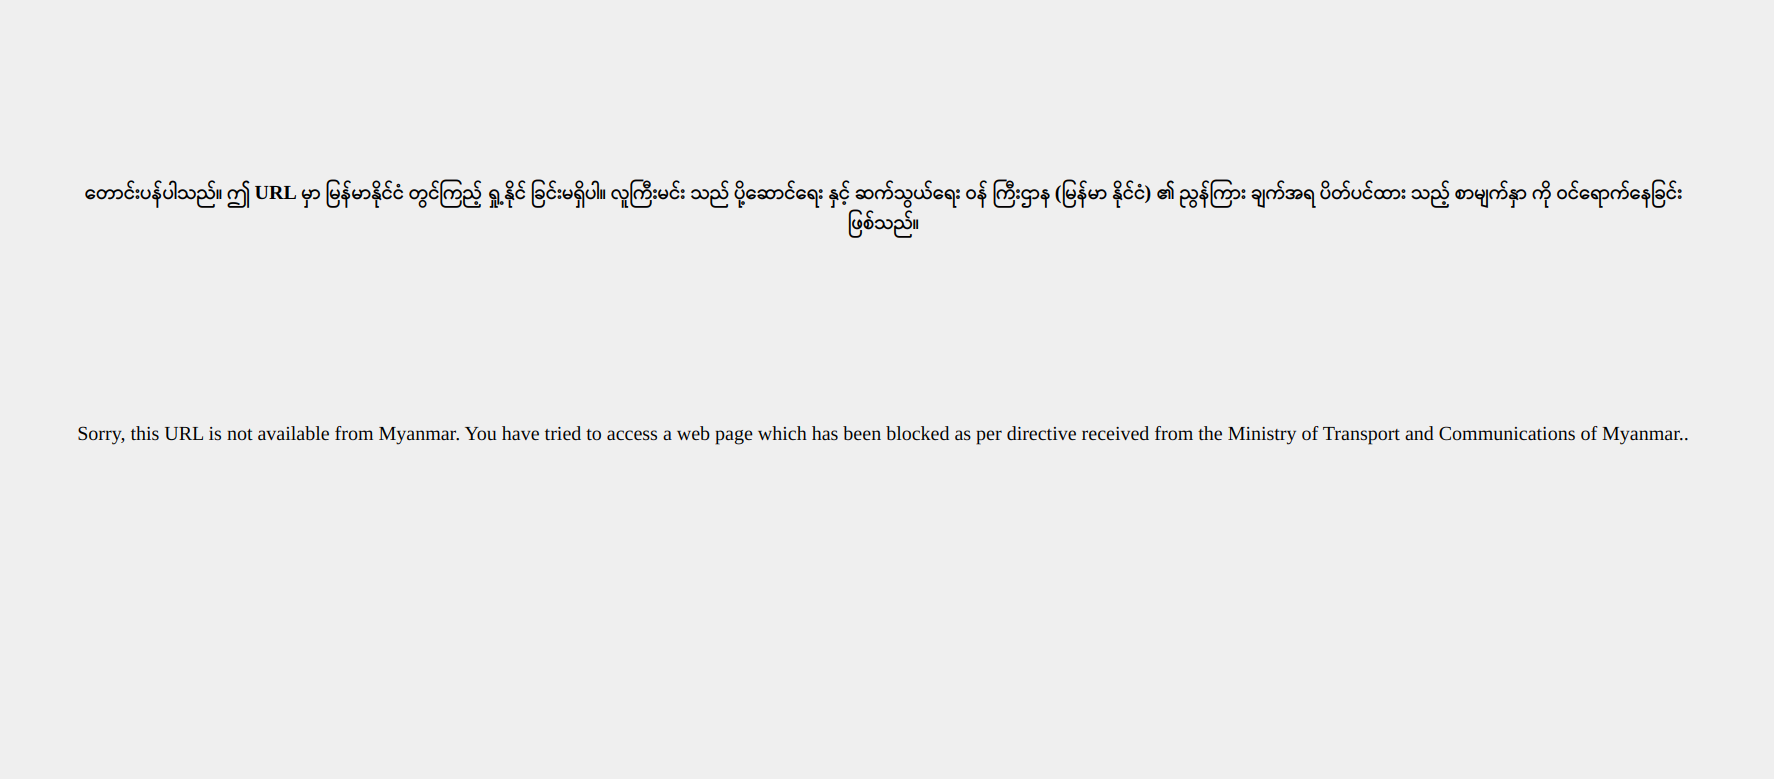 တောင်းပန်ပါသည်။ ဤ URL မှာ မြန်မာနိုင်ငံ တွင်ကြည့် ရှု့နိုင် ခြင်းမရှိပါ။ လူကြီးမင်း သည် ပို့ဆောင်ရေး နှင့် ဆက်သွယ်ရေး ဝန် ကြီးဌာန (မြန်မာ နိုင်ငံ) ၏ ညွှန်ကြား ချက်အရ ပိတ်ပင်ထား သည့် စာမျက်နှာ ကို ဝင်ရောက်နေခြင်း
ဖြစ်သည်။
Sorry, this URL is not available from Myanmar. You have tried to access a web page which has been blocked as per directive received from the Ministry of Transport and Communications of Myanmar..